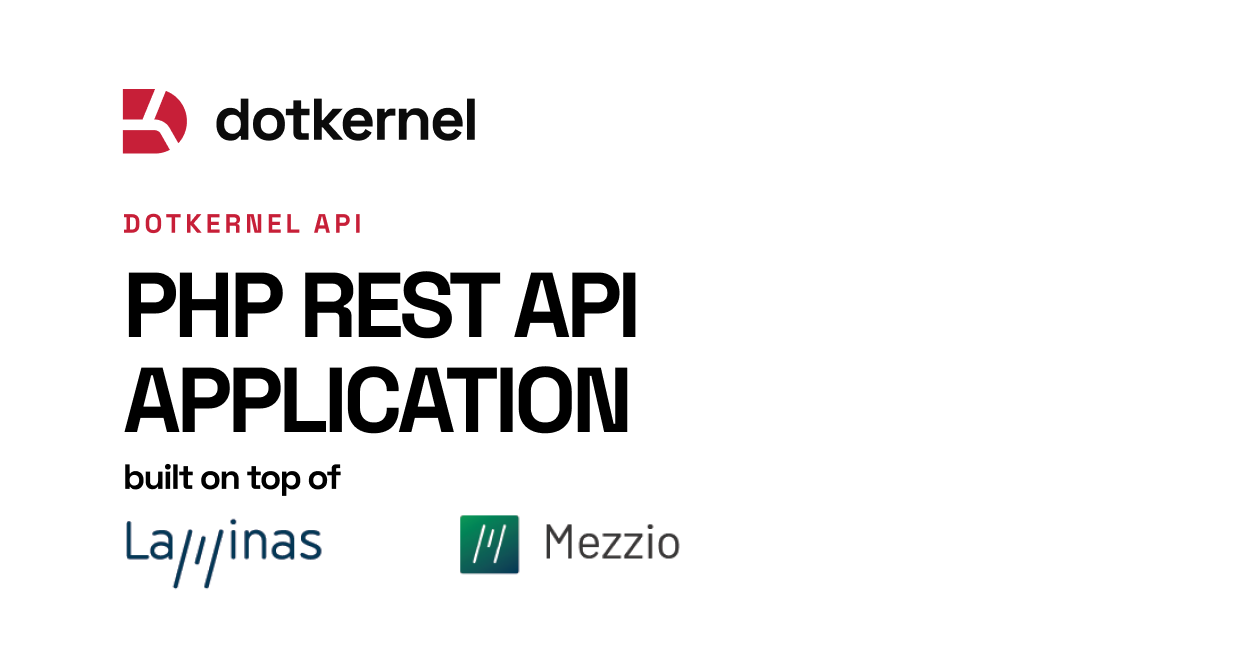 dotkernel
DOTKERNEL API
PHP REST API
APPLICATION
built on top of
Laminas Mezzio